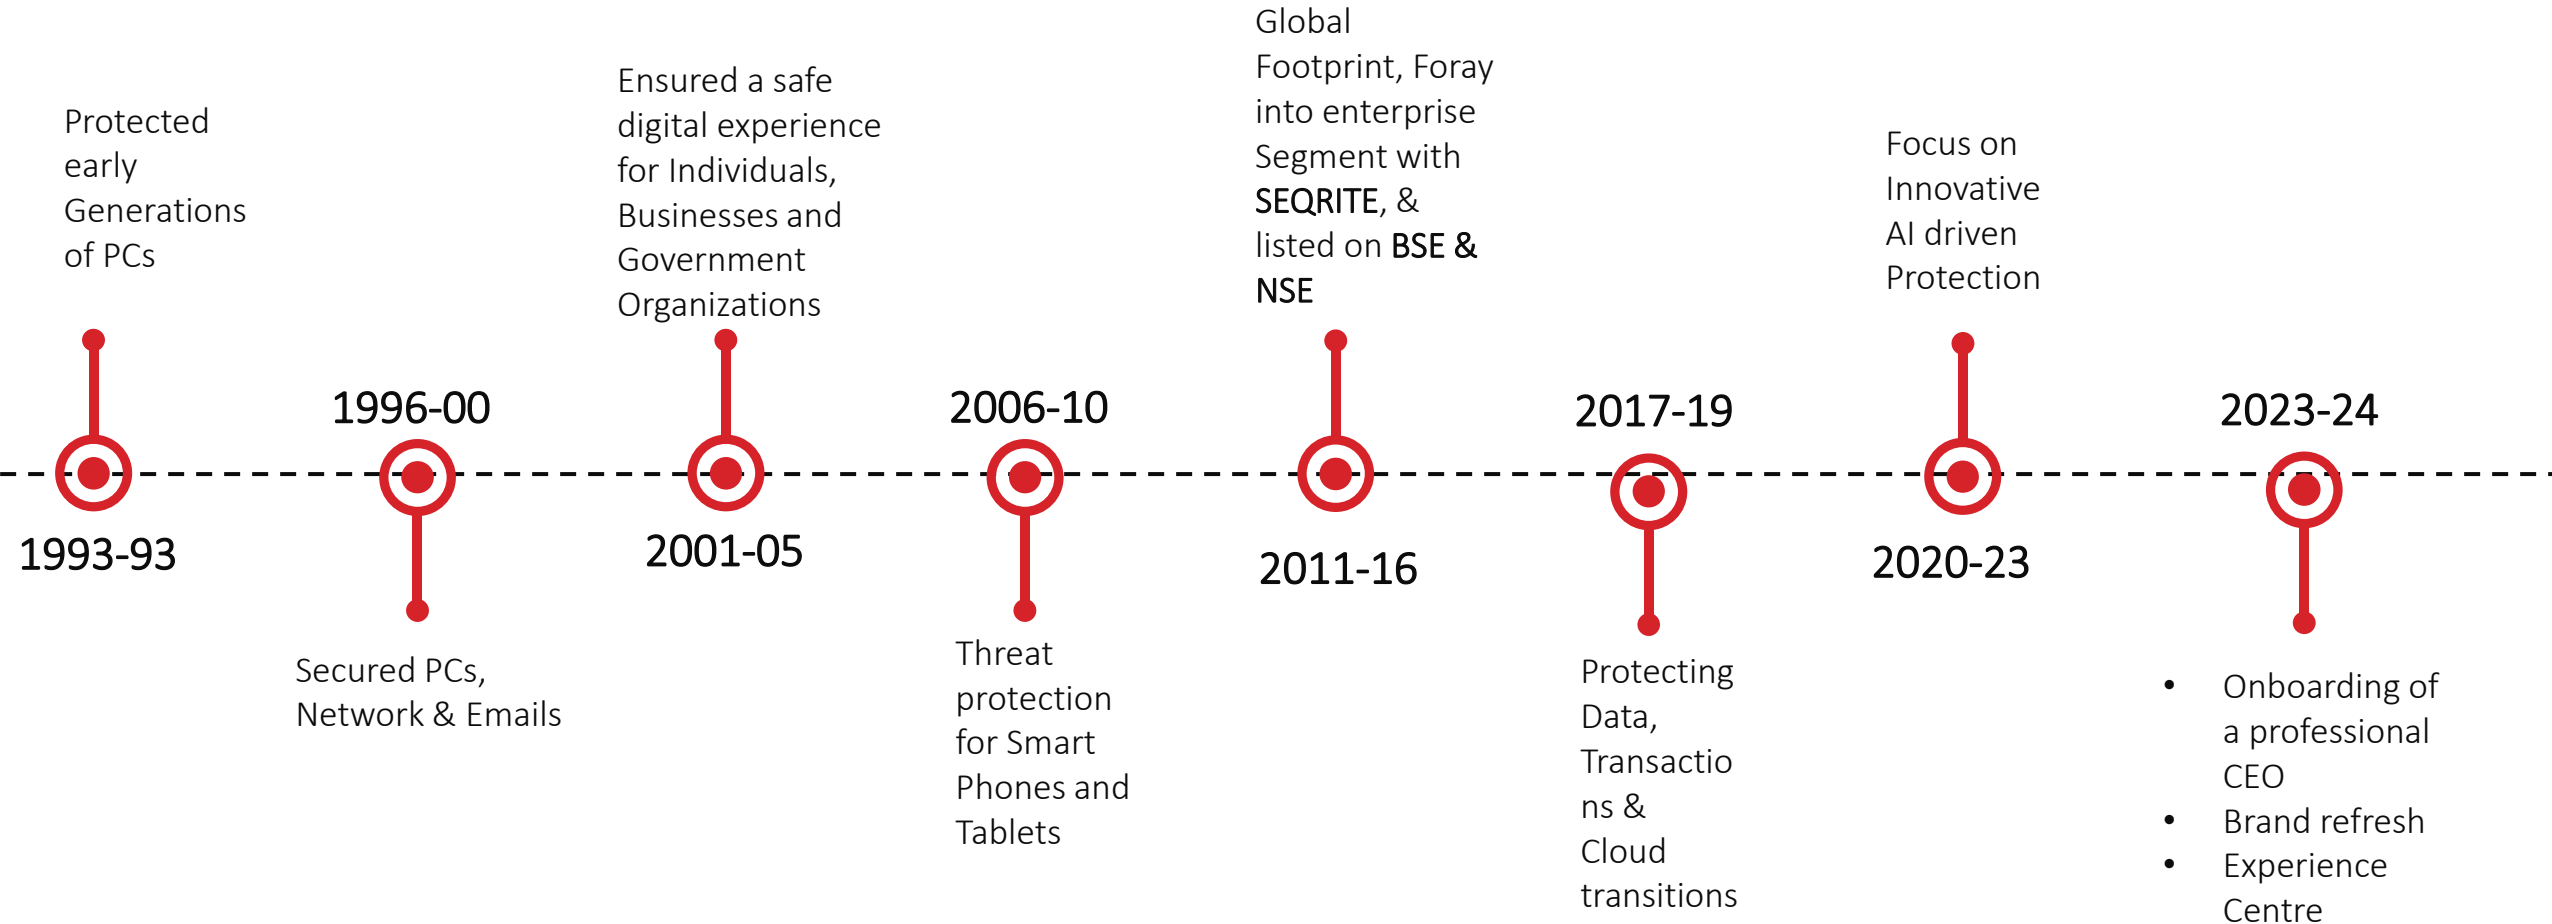 Protected
early
Generations
of PCs
1993-93
1996-00
Secured PCs,
Network & Emails
Ensured a safe
digital experience
for Individuals,
Businesses and
Government
Organizations
2001-05
2006-10
Threat
protection
for Smart
Phones and
Tablets
Global
Footprint, Foray
into enterprise
Segment with
SEQRITE, &
listed on BSE &
NSE
2011-16
2017-19
Protecting
Data,
Transactio
ns &
Cloud
transitions
Focus on
Innovative
AI driven
Protection
2020-23
2023-24
• Onboarding of
a professional
CEO
• Brand refresh
• Experience
Centre